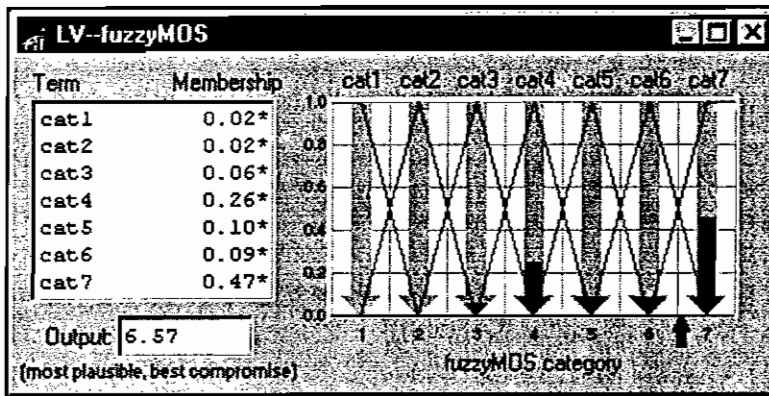 LV--fuzzyMOS
Term Membership
cat1 0.02*
cat2 0.02*
cat3 0.06*
cat4 0.26*
cat5 0.10*
cat6 0.09*
cat7 0.47*
Output: 6.57
(most plausible, best compromise)
cat1 cat2 cat3 cat4 cat5 cat6 cat7
1.0
0.8
0.6
0.4
0.2
0.0
1 2 3 4 5 6 7
fuzzyMOS category